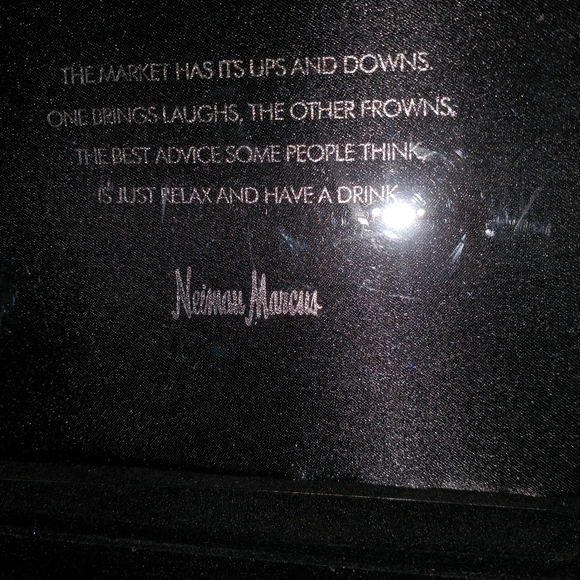 THE MARKET HAS ITS UPS AND DOWNS.
ONE BRINGS LAUGHS, THE OTHER FROWNS,
THE BEST ADVICE SOME PEOPLE THINK,
IS JUST RELAX AND HAVE A DRINK.
Neiman Marcus